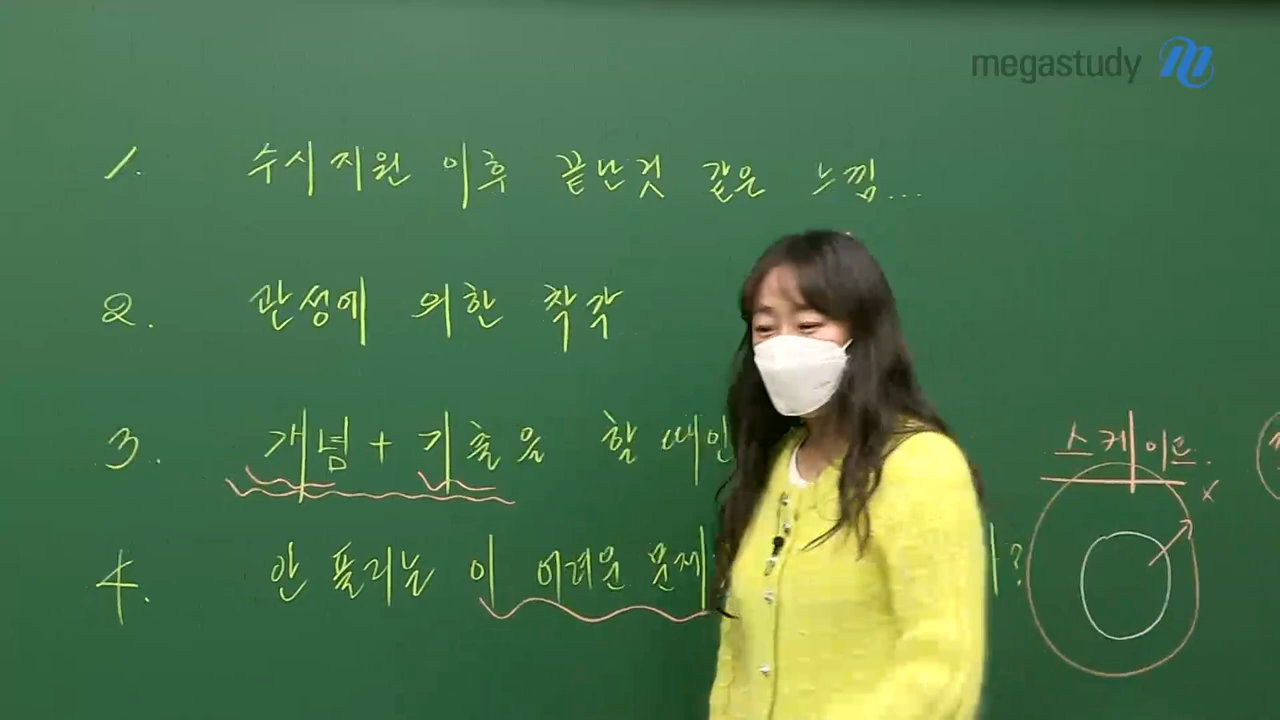 megastudy
1. 수시지원 이후 끝난것 같은 느낌...
2. 관성에 의한 착각
3. 개념 + 기출을 할 때인
4. 안 풀리는 이 어려운 문제 ?
스케이트.
x